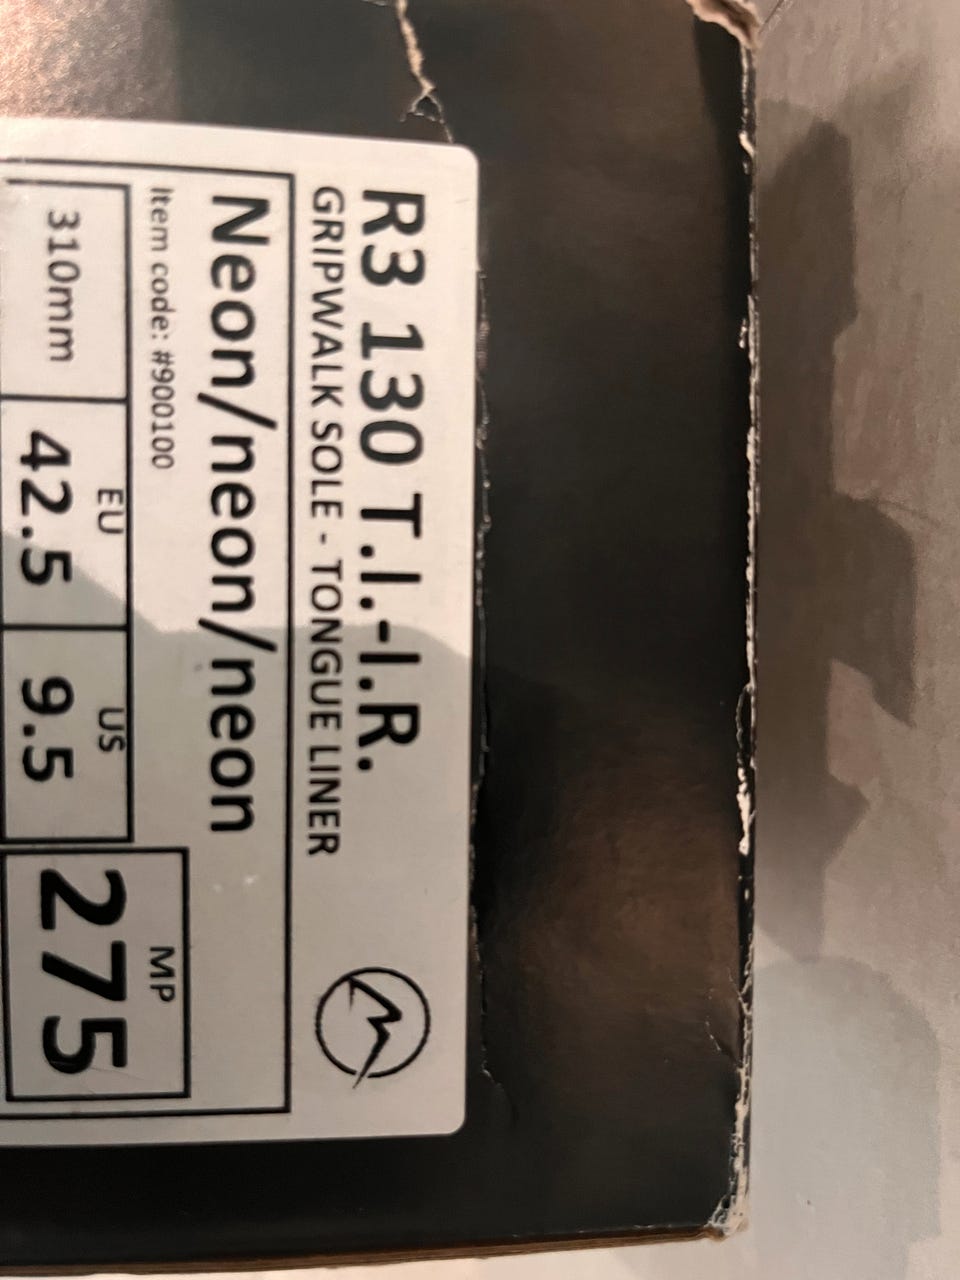 R3 130 T.I.-I.R.
GRIPWALK SOLE - TONGUE LINER
Neon/neon/neon
Item code: #900100
MP
EU US
310mm 42.5 9.5 275